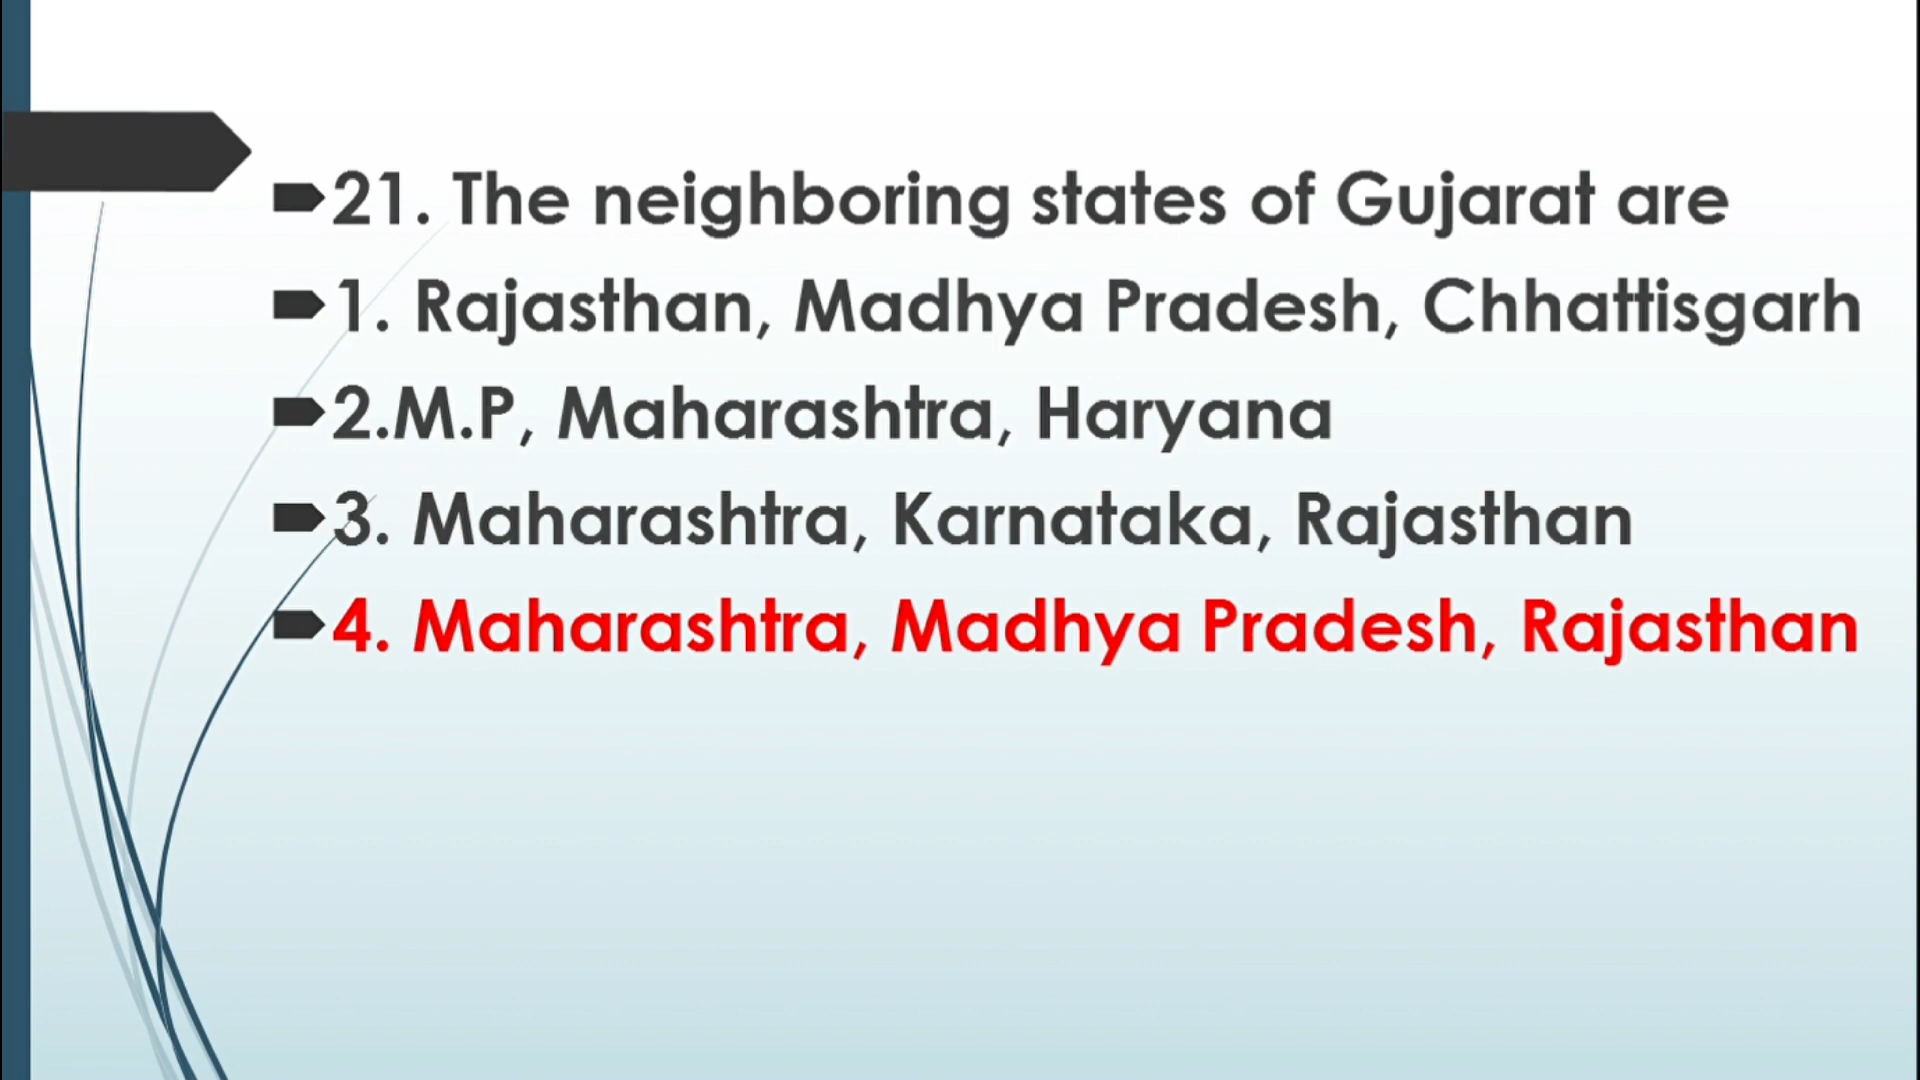 21. The neighboring states of Gujarat are
1. Rajasthan, Madhya Pradesh, Chhattisgarh
2.M.P, Maharashtra, Haryana
3. Maharashtra, Karnataka, Rajasthan
4. Maharashtra, Madhya Pradesh, Rajasthan